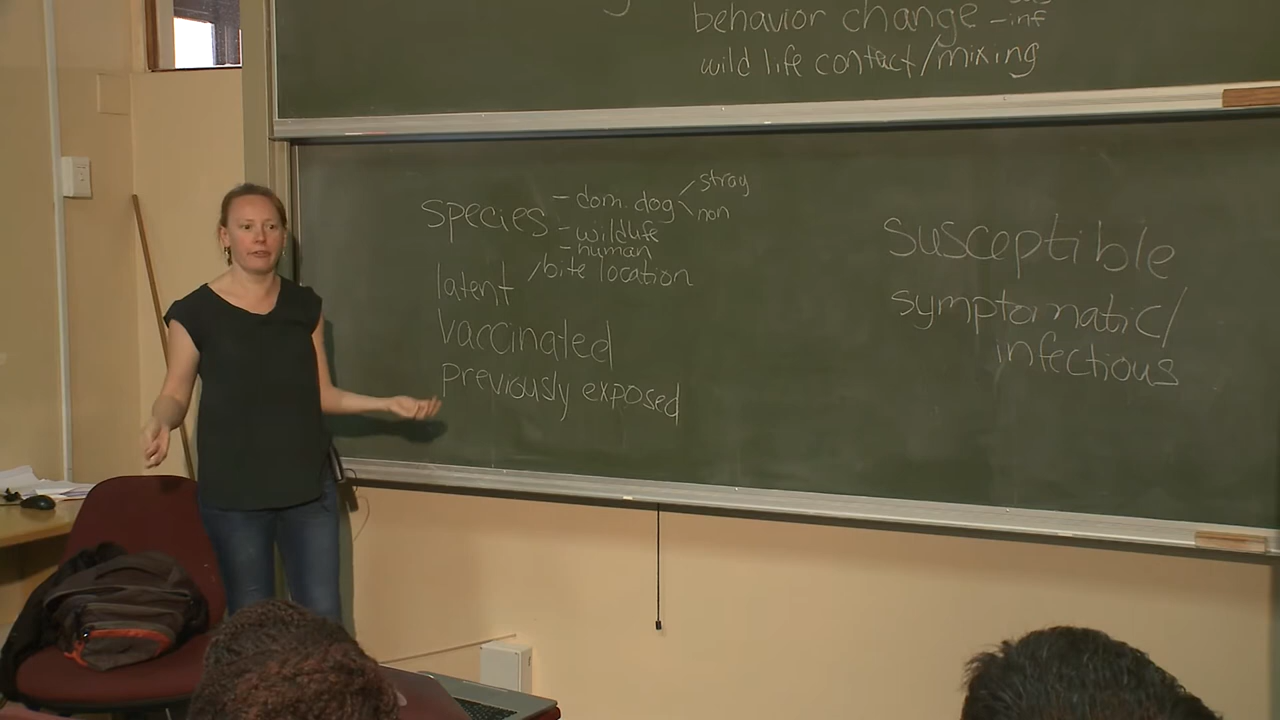 behavior change -inf
wild life contact/mixing
species - dom. dog stray
non
- wildlife
- human
latent /bite location
vaccinated
previously exposed
susceptible
symptomatic/
infectious